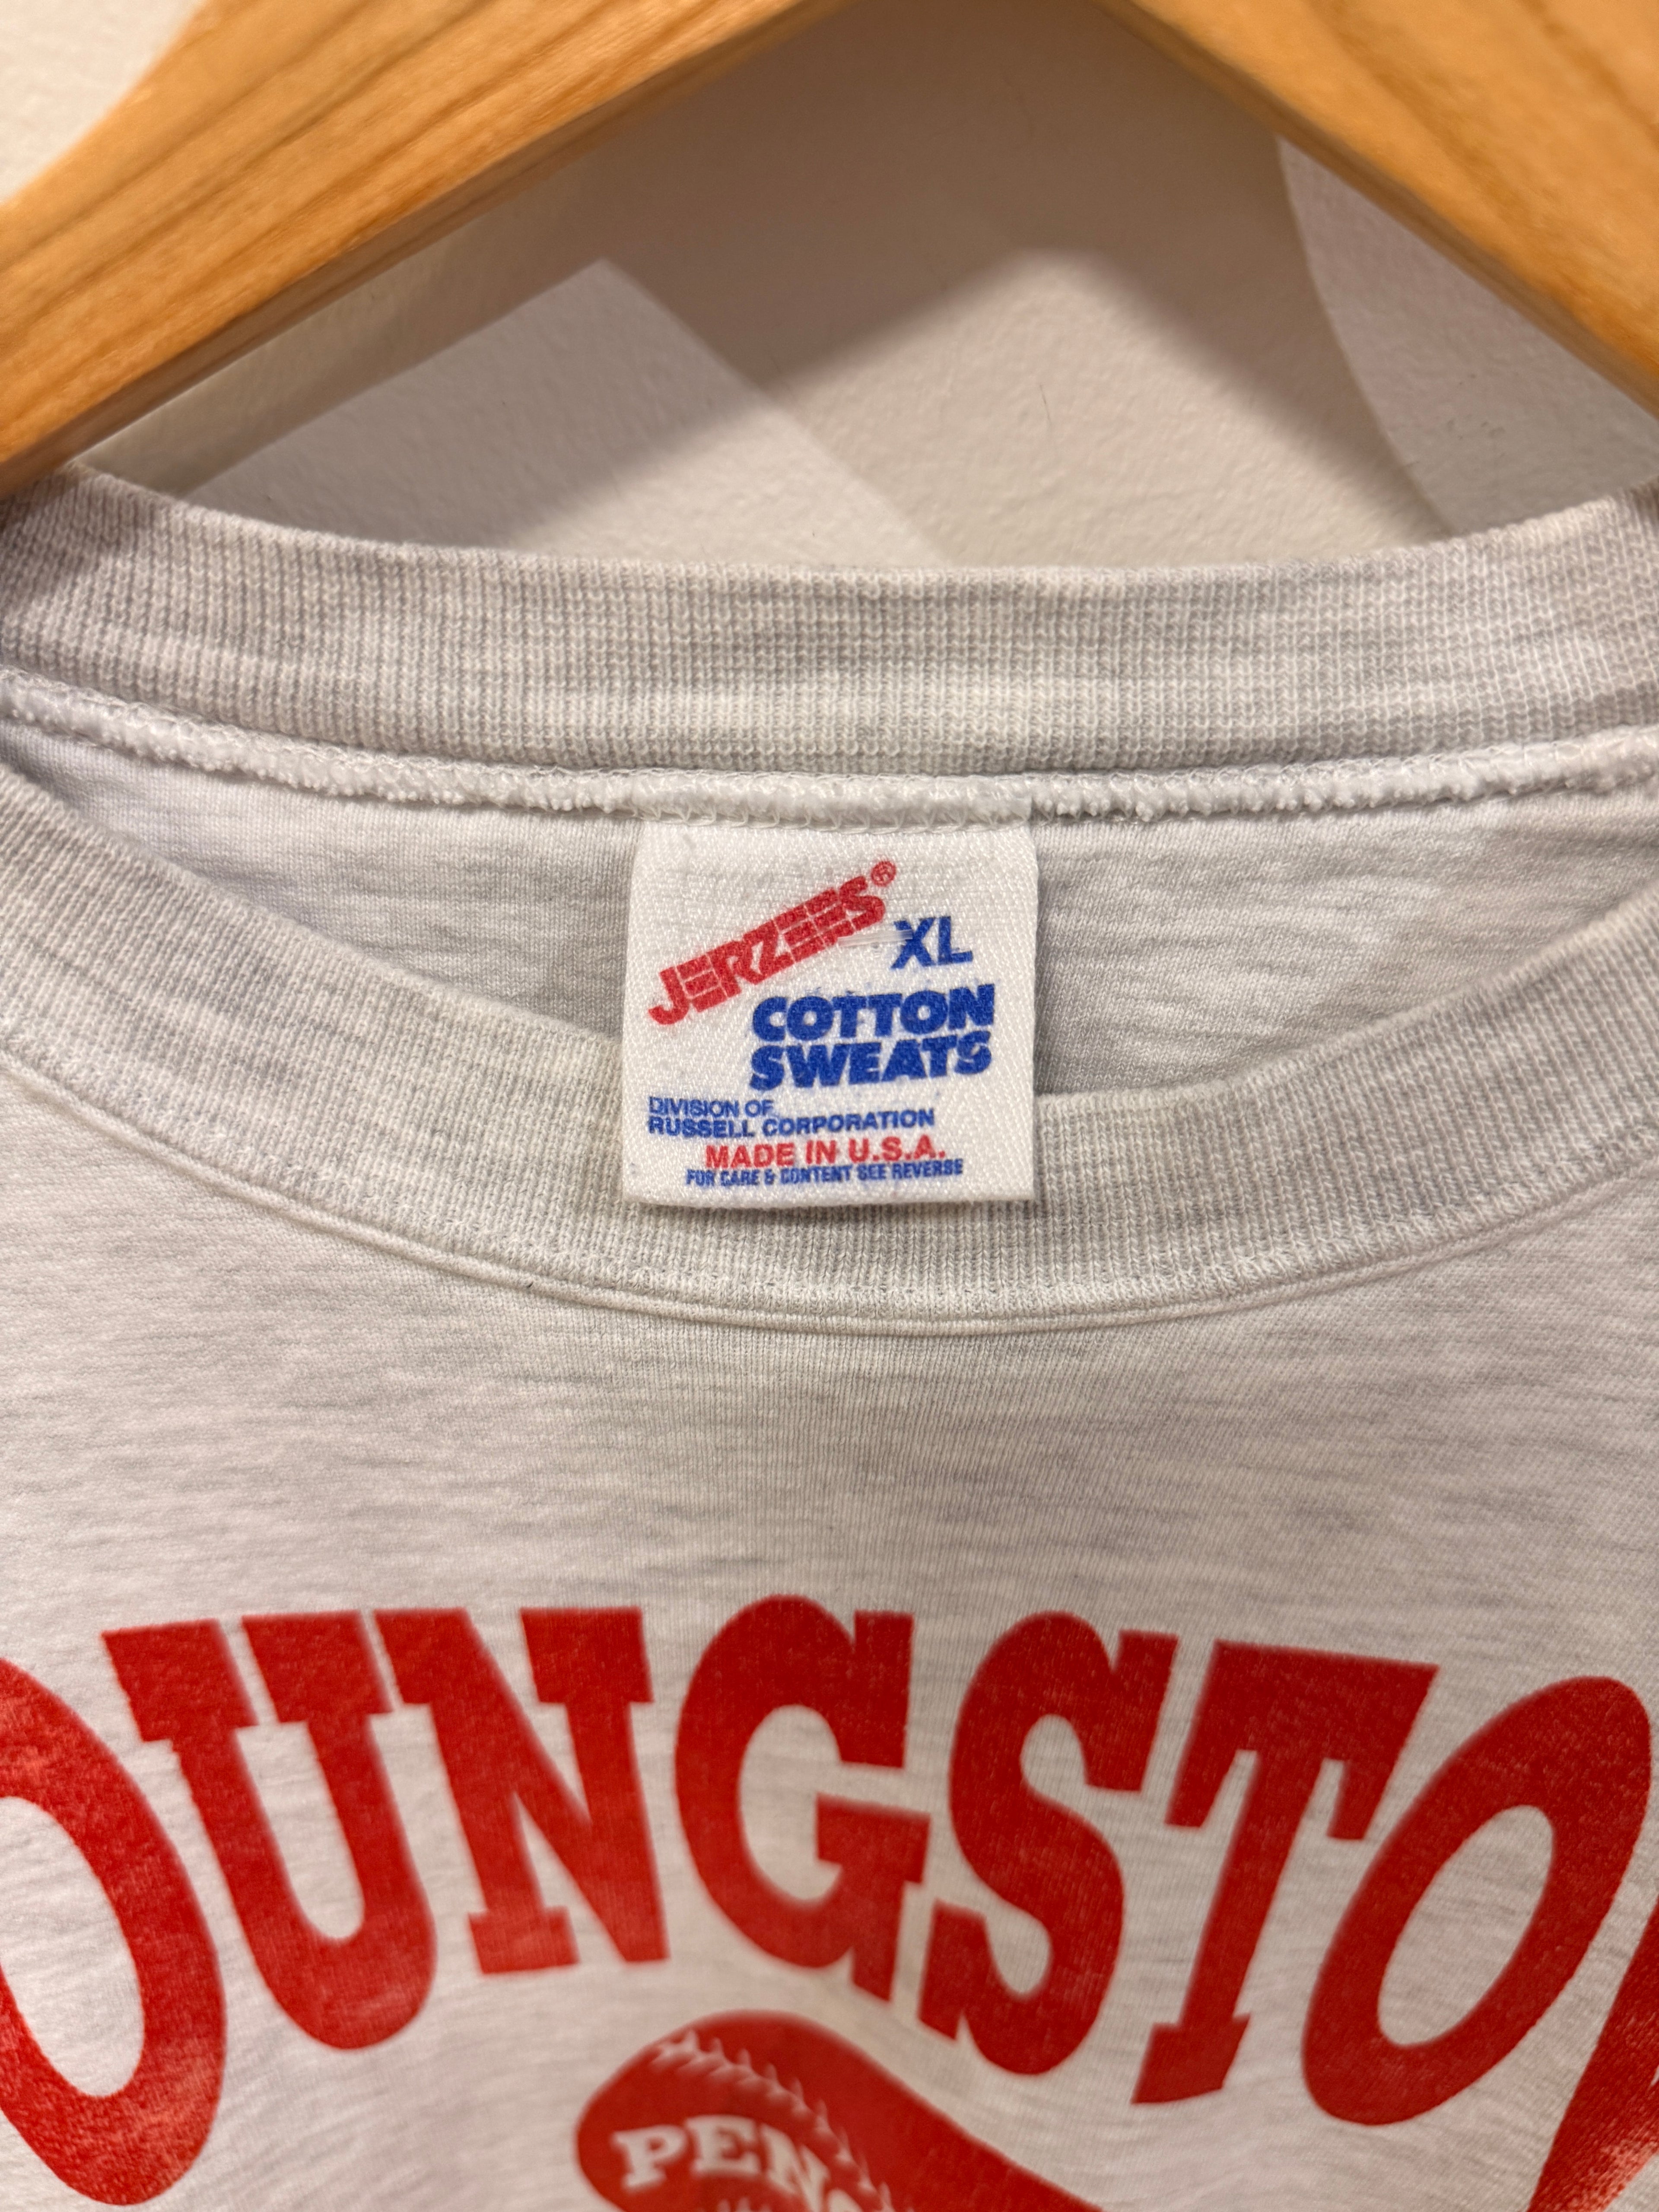 JERZEES®
XL
COTTON
SWEATS
DIVISION OF
RUSSELL CORPORATION
MADE IN U.S.A.
FOR CARE & CONTENT SEE REVERSE
OUNGSTO
PEN